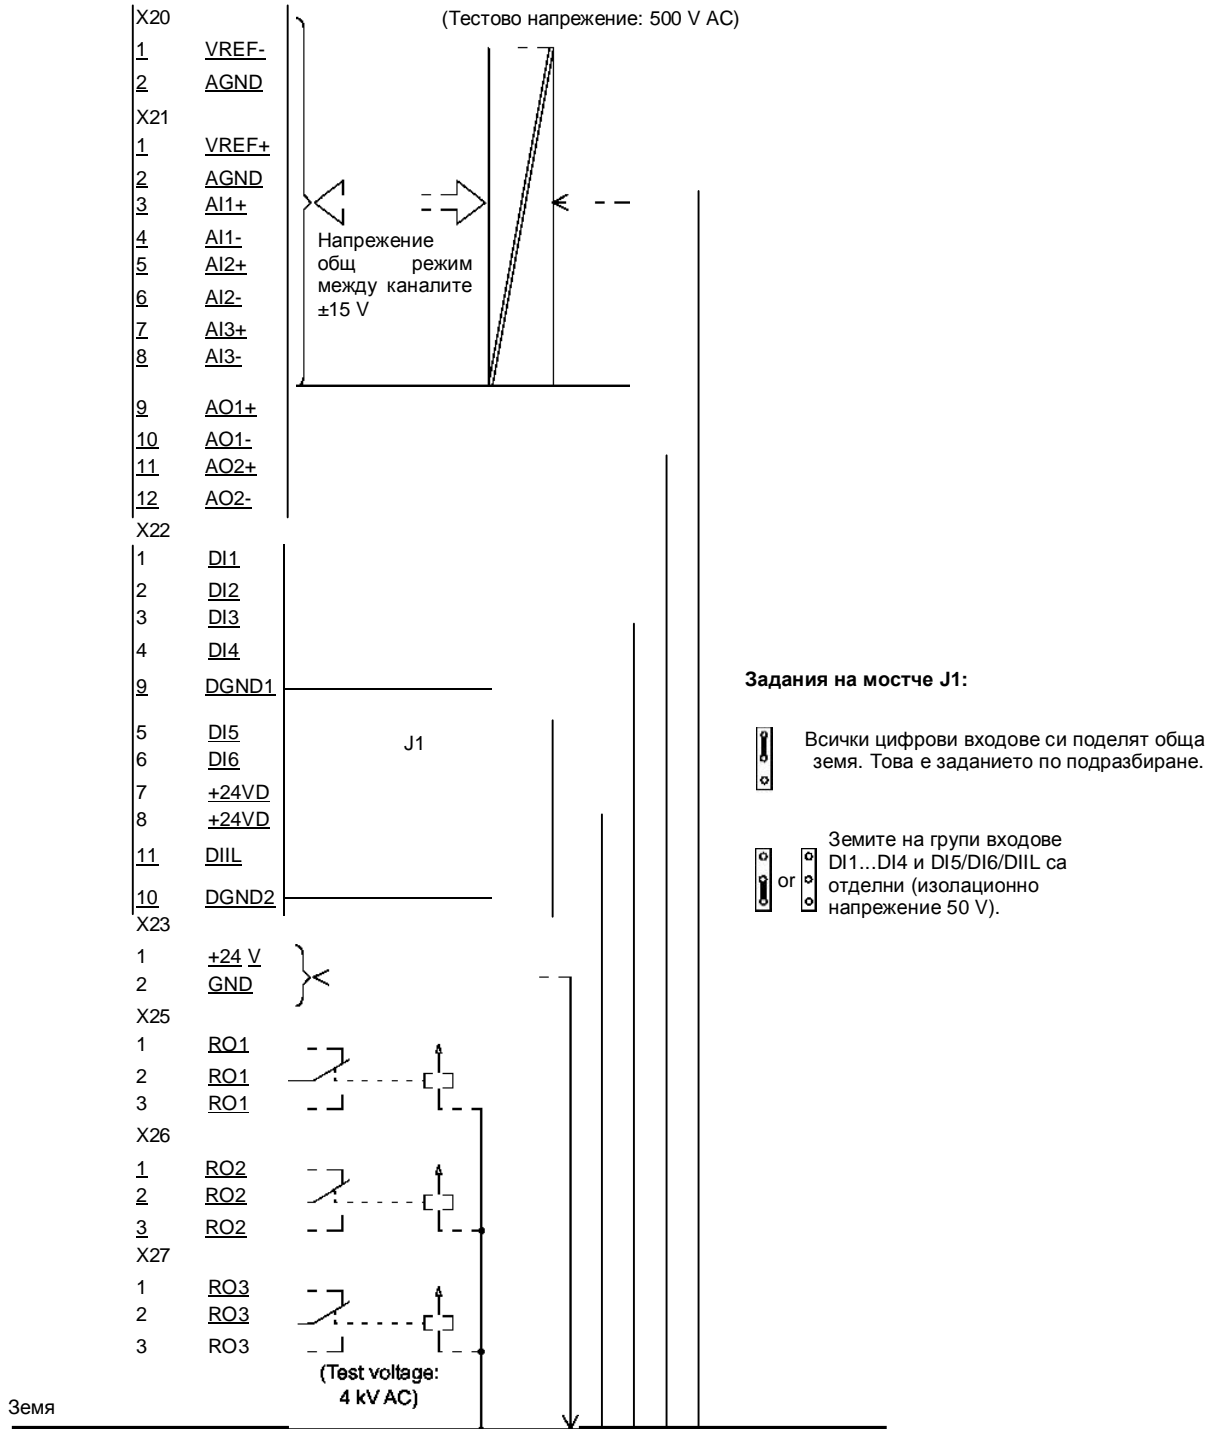 X20
(Тестово напрежение: 500 V AC)
1 VREF-
2 AGND
X21
1 VREF+
2 AGND
3 AI1+
4 AI1-
5 AI2+
6 AI2-
7 AI3+
8 AI3-
Напрежение
общ режим
между каналите
±15 V
9 AO1+
10 AO1-
11 AO2+
12 AO2-
X22
1 DI1
2 DI2
3 DI3
4 DI4
9 DGND1
5 DI5
6 DI6
7 +24VD
8 +24VD
11 DIIL
10 DGND2
J1
Задания на мостче J1:
Всички цифрови входове си поделят обща
земя. Това е заданието по подразбиране.
or
Земите на групи входове
DI1...DI4 и DI5/DI6/DIIL са
отделни (изолационно
напрежение 50 V).
X23
1 +24 V
2 GND
X25
1 RO1
2 RO1
3 RO1
X26
1 RO2
2 RO2
3 RO2
X27
1 RO3
2 RO3
3 RO3
(Test voltage:
4 kV AC)
Земя